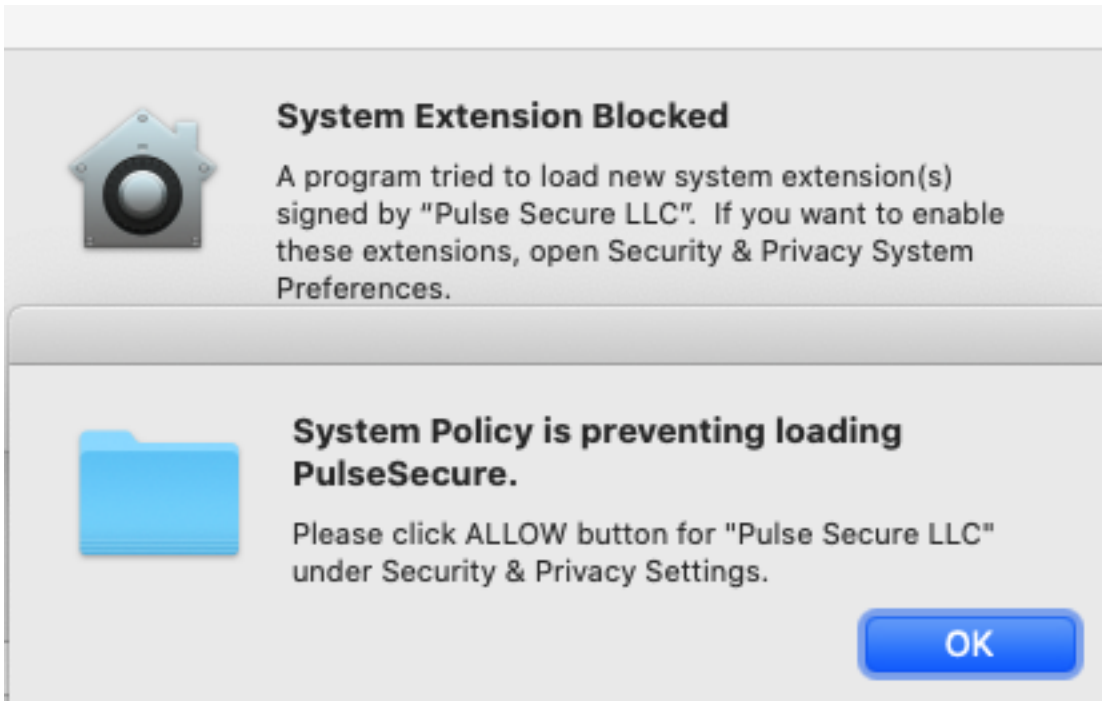 System Extension Blocked
A program tried to load new system extension(s)
signed by “Pulse Secure LLC”.  If you want to enable
these extensions, open Security & Privacy System
Preferences.
System Policy is preventing loading
PulseSecure.
Please click ALLOW button for "Pulse Secure LLC"
under Security & Privacy Settings.
OK